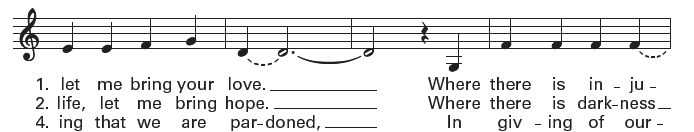 1. let me bring your love. Where there is in - ju -
2. life, let me bring hope. Where there is dark-ness
4. ing that we are par-doned, In giv - ing of our -